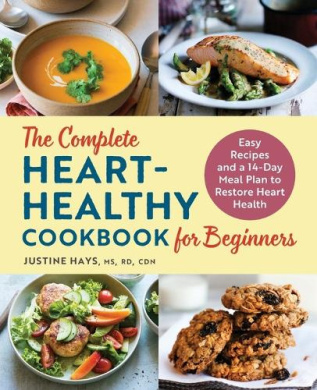 The Complete
HEART-
HEALTHY
COOKBOOK for Beginners
JUSTINE HAYS, MS, RD, CDN
Easy
Recipes
and a 14-Day
Meal Plan to
Restore Heart
Health